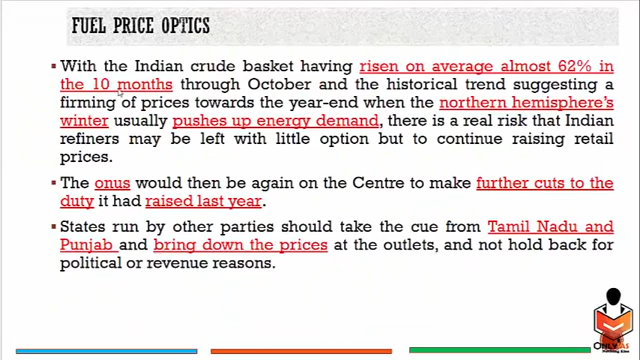 FUEL PRICE OPTICS
▪ With the Indian crude basket having risen on average almost 62% in
the 10 months through October and the historical trend suggesting a
firming of prices towards the year-end when the northern hemisphere's
winter usually pushes up energy demand, there is a real risk that Indian
refiners may be left with little option but to continue raising retail
prices.
▪ The onus would then be again on the Centre to make further cuts to the
duty it had raised last year.
▪ States run by other parties should take the cue from Tamil Nadu and
Punjab and bring down the prices at the outlets, and not hold back for
political or revenue reasons.
ONLY IAS